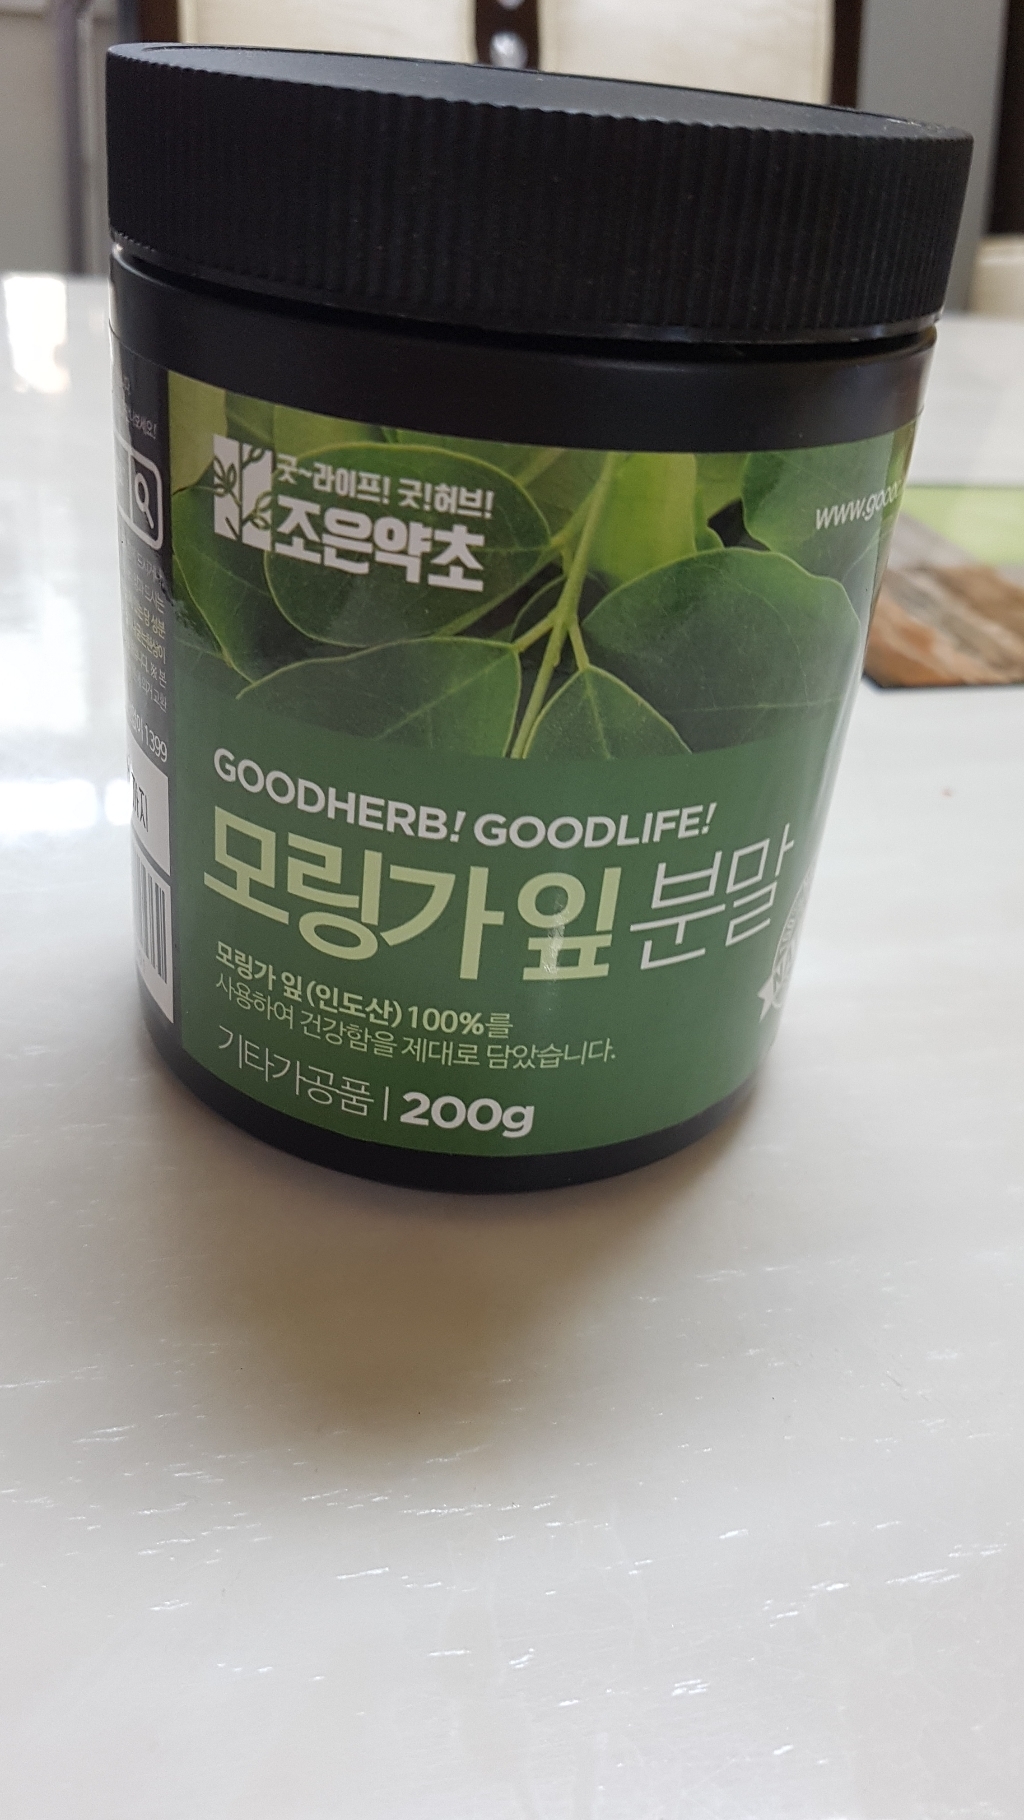 굿~라이프! 굿!허브!
조은약초
GOODHERB! GOODLIFE!
모링가 잎 분말
모링가 잎 (인도산) 100%를
사용하여 건강함을 제대로 담았습니다.
기타가공품 | 200g
1399